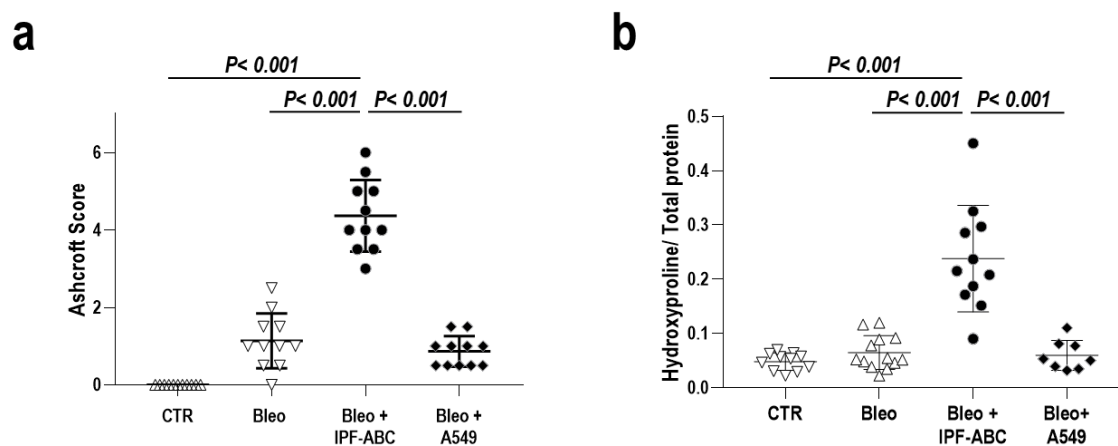 a
P< 0.001
P< 0.001 P< 0.001
Ashcroft Score
6
4
2
0
CTR Bleo Bleo + Bleo +
IPF-ABC A549
b
P< 0.001
P< 0.001 P< 0.001
Hydroxyproline/ Total protein
0.5
0.4
0.3
0.2
0.1
0.0
CTR Bleo Bleo + Bleo+
IPF-ABC A549